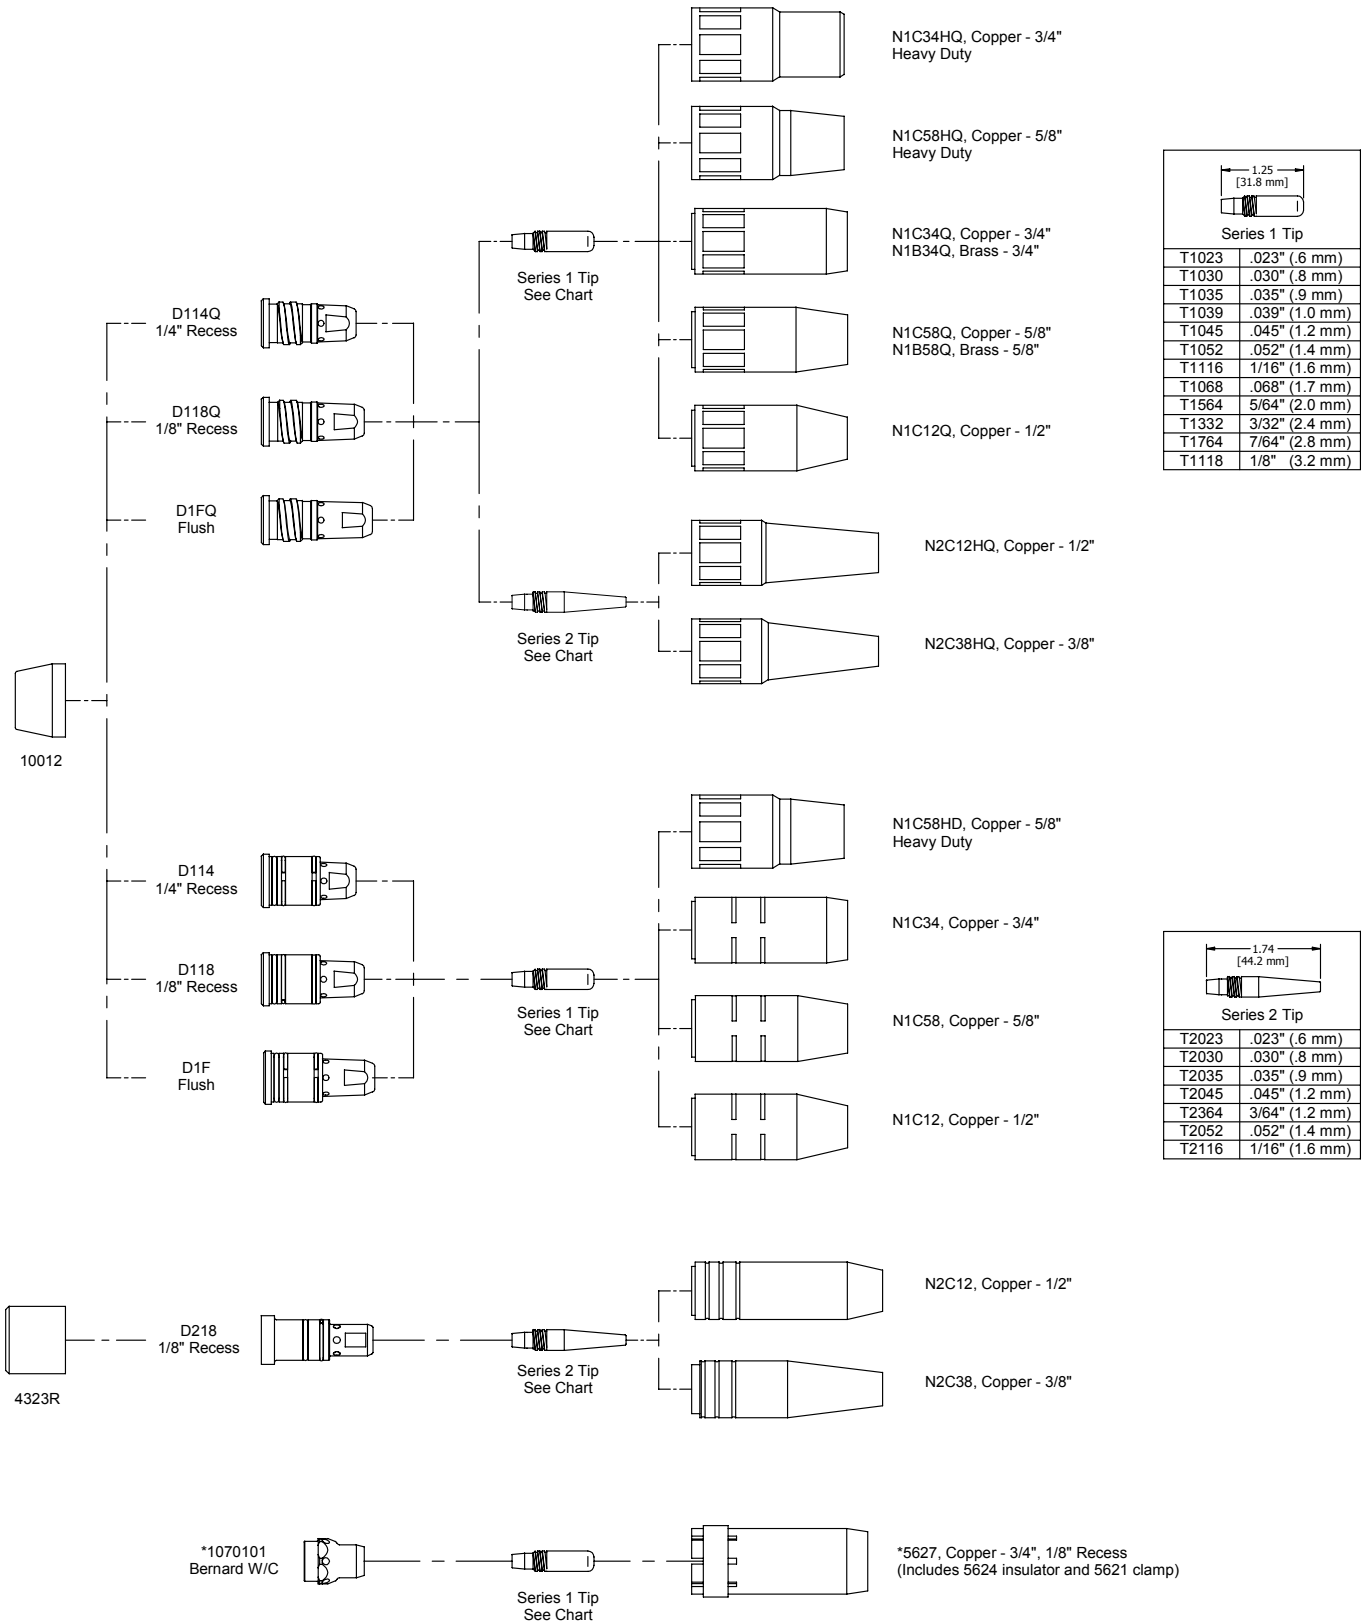 N1C34HQ, Copper - 3/4"
Heavy Duty
N1C58HQ, Copper - 5/8"
Heavy Duty
N1C34Q, Copper - 3/4"
N1B34Q, Brass - 3/4"
N1C58Q, Copper - 5/8"
N1B58Q, Brass - 5/8"
N1C12Q, Copper - 1/2"
Series 1 Tip
See Chart
D114Q
1/4" Recess
D118Q
1/8" Recess
D1FQ
Flush
N2C12HQ, Copper - 1/2"
N2C38HQ, Copper - 3/8"
Series 2 Tip
See Chart
10012
1.25
[31.8 mm]
Series 1 Tip
T1023 .023" (.6 mm)
T1030 .030" (.8 mm)
T1035 .035" (.9 mm)
T1039 .039" (1.0 mm)
T1045 .045" (1.2 mm)
T1052 .052" (1.4 mm)
T1116 1/16" (1.6 mm)
T1068 .068" (1.7 mm)
T1564 5/64" (2.0 mm)
T1332 3/32" (2.4 mm)
T1764 7/64" (2.8 mm)
T1118 1/8" (3.2 mm)
N1C58HD, Copper - 5/8"
Heavy Duty
D114
1/4" Recess
N1C34, Copper - 3/4"
D118
1/8" Recess
Series 1 Tip
See Chart
N1C58, Copper - 5/8"
D1F
Flush
N1C12, Copper - 1/2"
1.74
[44.2 mm]
Series 2 Tip
T2023 .023" (.6 mm)
T2030 .030" (.8 mm)
T2035 .035" (.9 mm)
T2045 .045" (1.2 mm)
T2364 3/64" (1.2 mm)
T2052 .052" (1.4 mm)
T2116 1/16" (1.6 mm)
4323R
D218
1/8" Recess
Series 2 Tip
See Chart
N2C12, Copper - 1/2"
N2C38, Copper - 3/8"
*1070101
Bernard W/C
Series 1 Tip
See Chart
*5627, Copper - 3/4", 1/8" Recess
(Includes 5624 insulator and 5621 clamp)